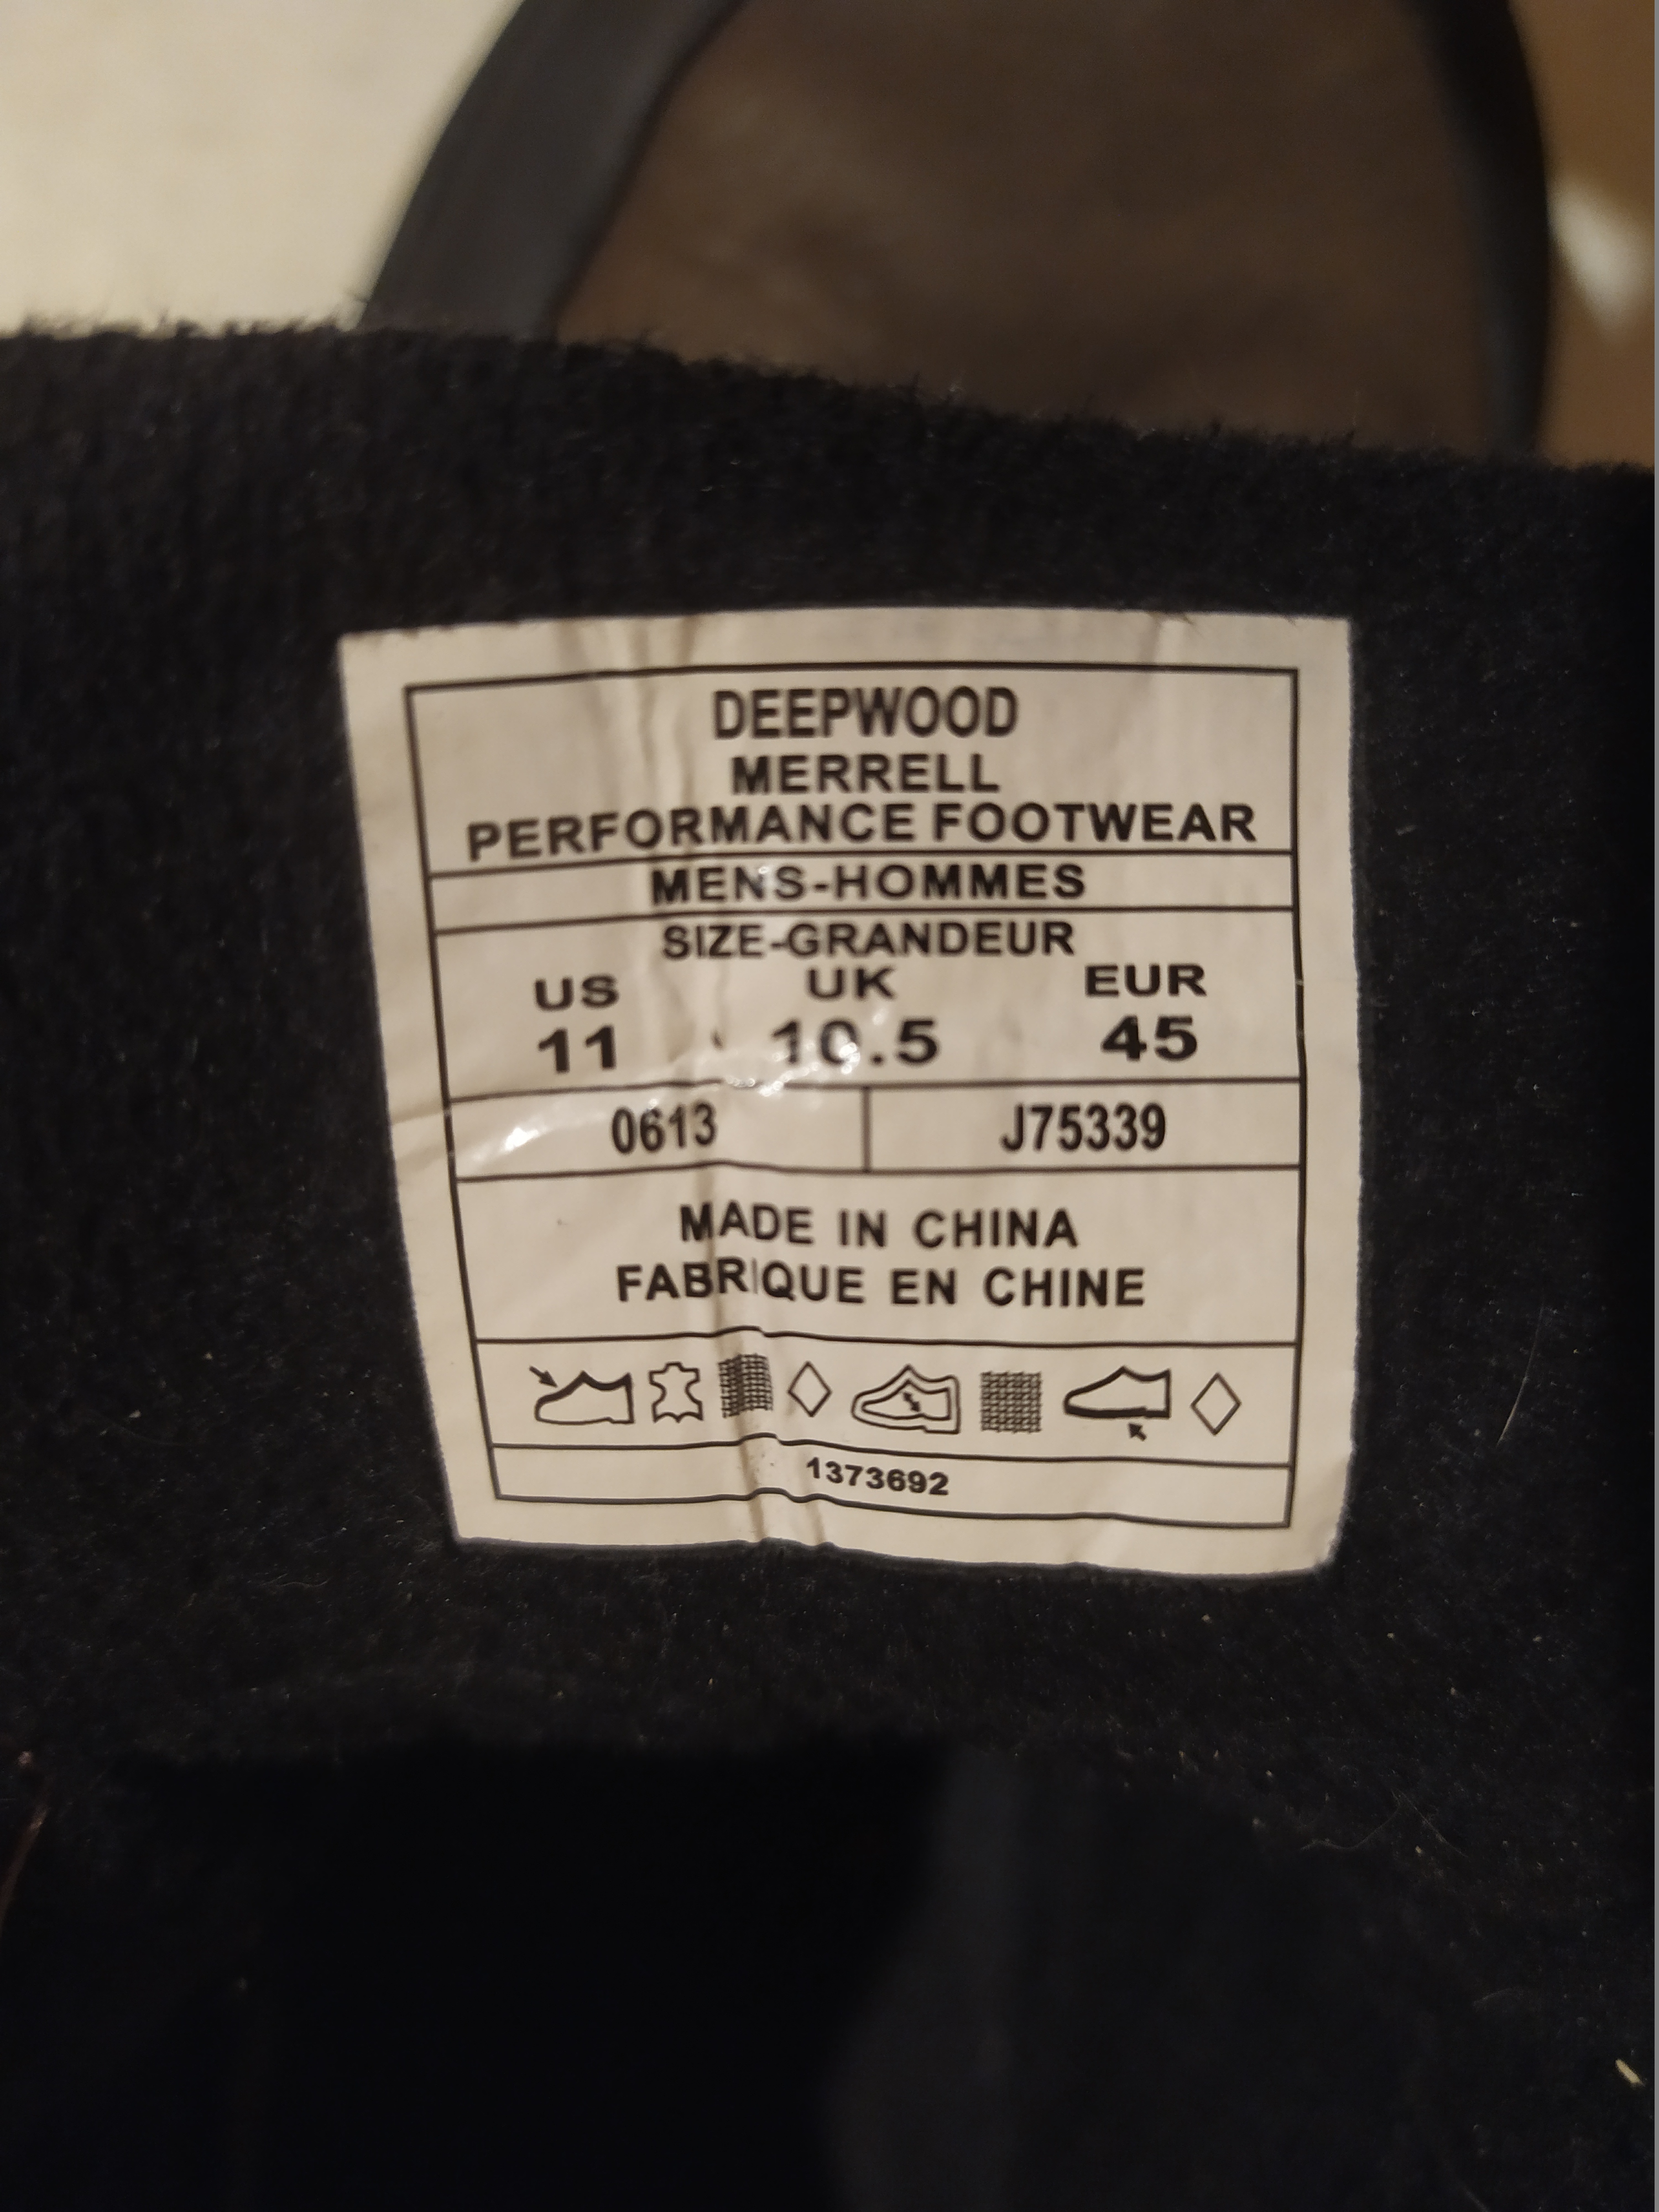 DEEPWOOD
MERRELL
PERFORMANCE FOOTWEAR
MENS-HOMMES
SIZE-GRANDEUR
US UK EUR
11 10.5 45
0613 J75339
MADE IN CHINA
FABRIQUE EN CHINE
1373692